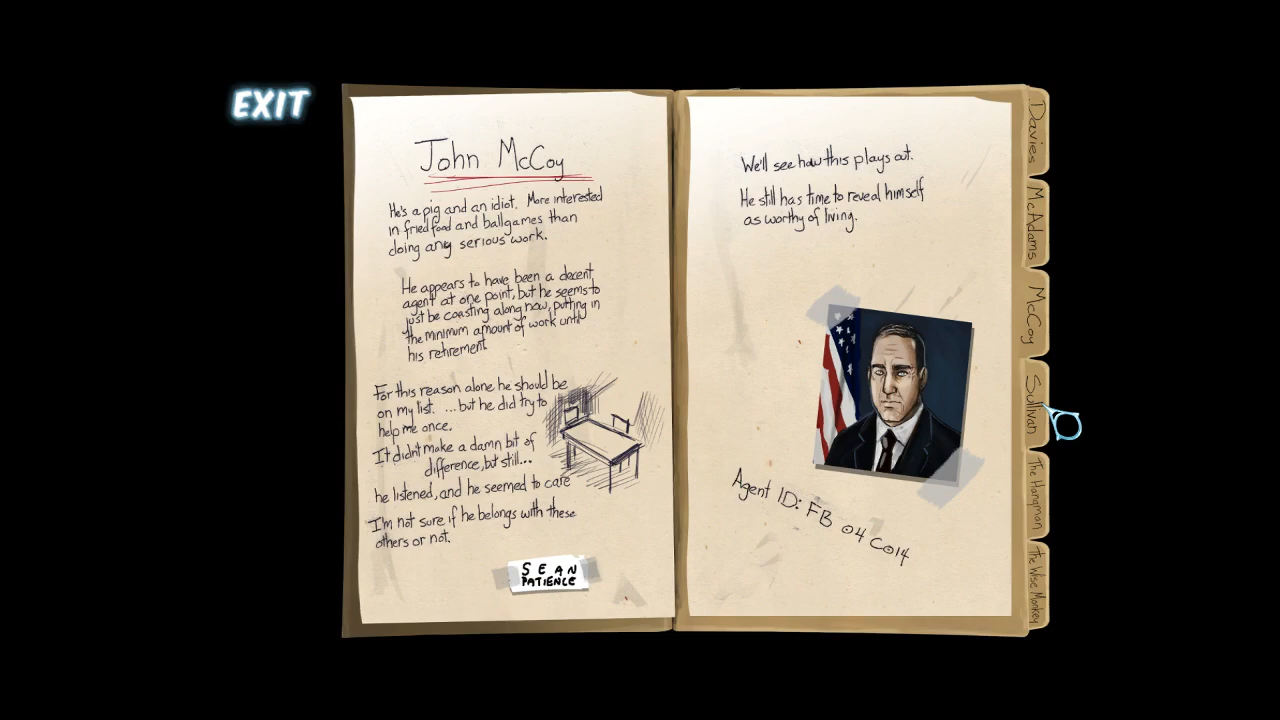 EXIT
John McCoy
He's a pig and an idiot. More interested
in fried food and ballgames than
doing any serious work.
He appears to have been a decent
agent at one point, but he seems to
just be coasting along now, putting in
the minimum amount of work until
his retirement.
For this reason alone he should be
on my list. ...but he did try to
help me once.
It didn't make a damn bit of
difference, but still...
he listened, and he seemed to care
I'm not sure if he belongs with these
others or not.
SEAN
PATIENCE
We'll see how this plays out.
He still has time to reveal himself
as worthy of living.
Agent ID: FB 04 C014
Davies
McAdams
McCoy
Sullivan
The Hangman
The Wise Monkey